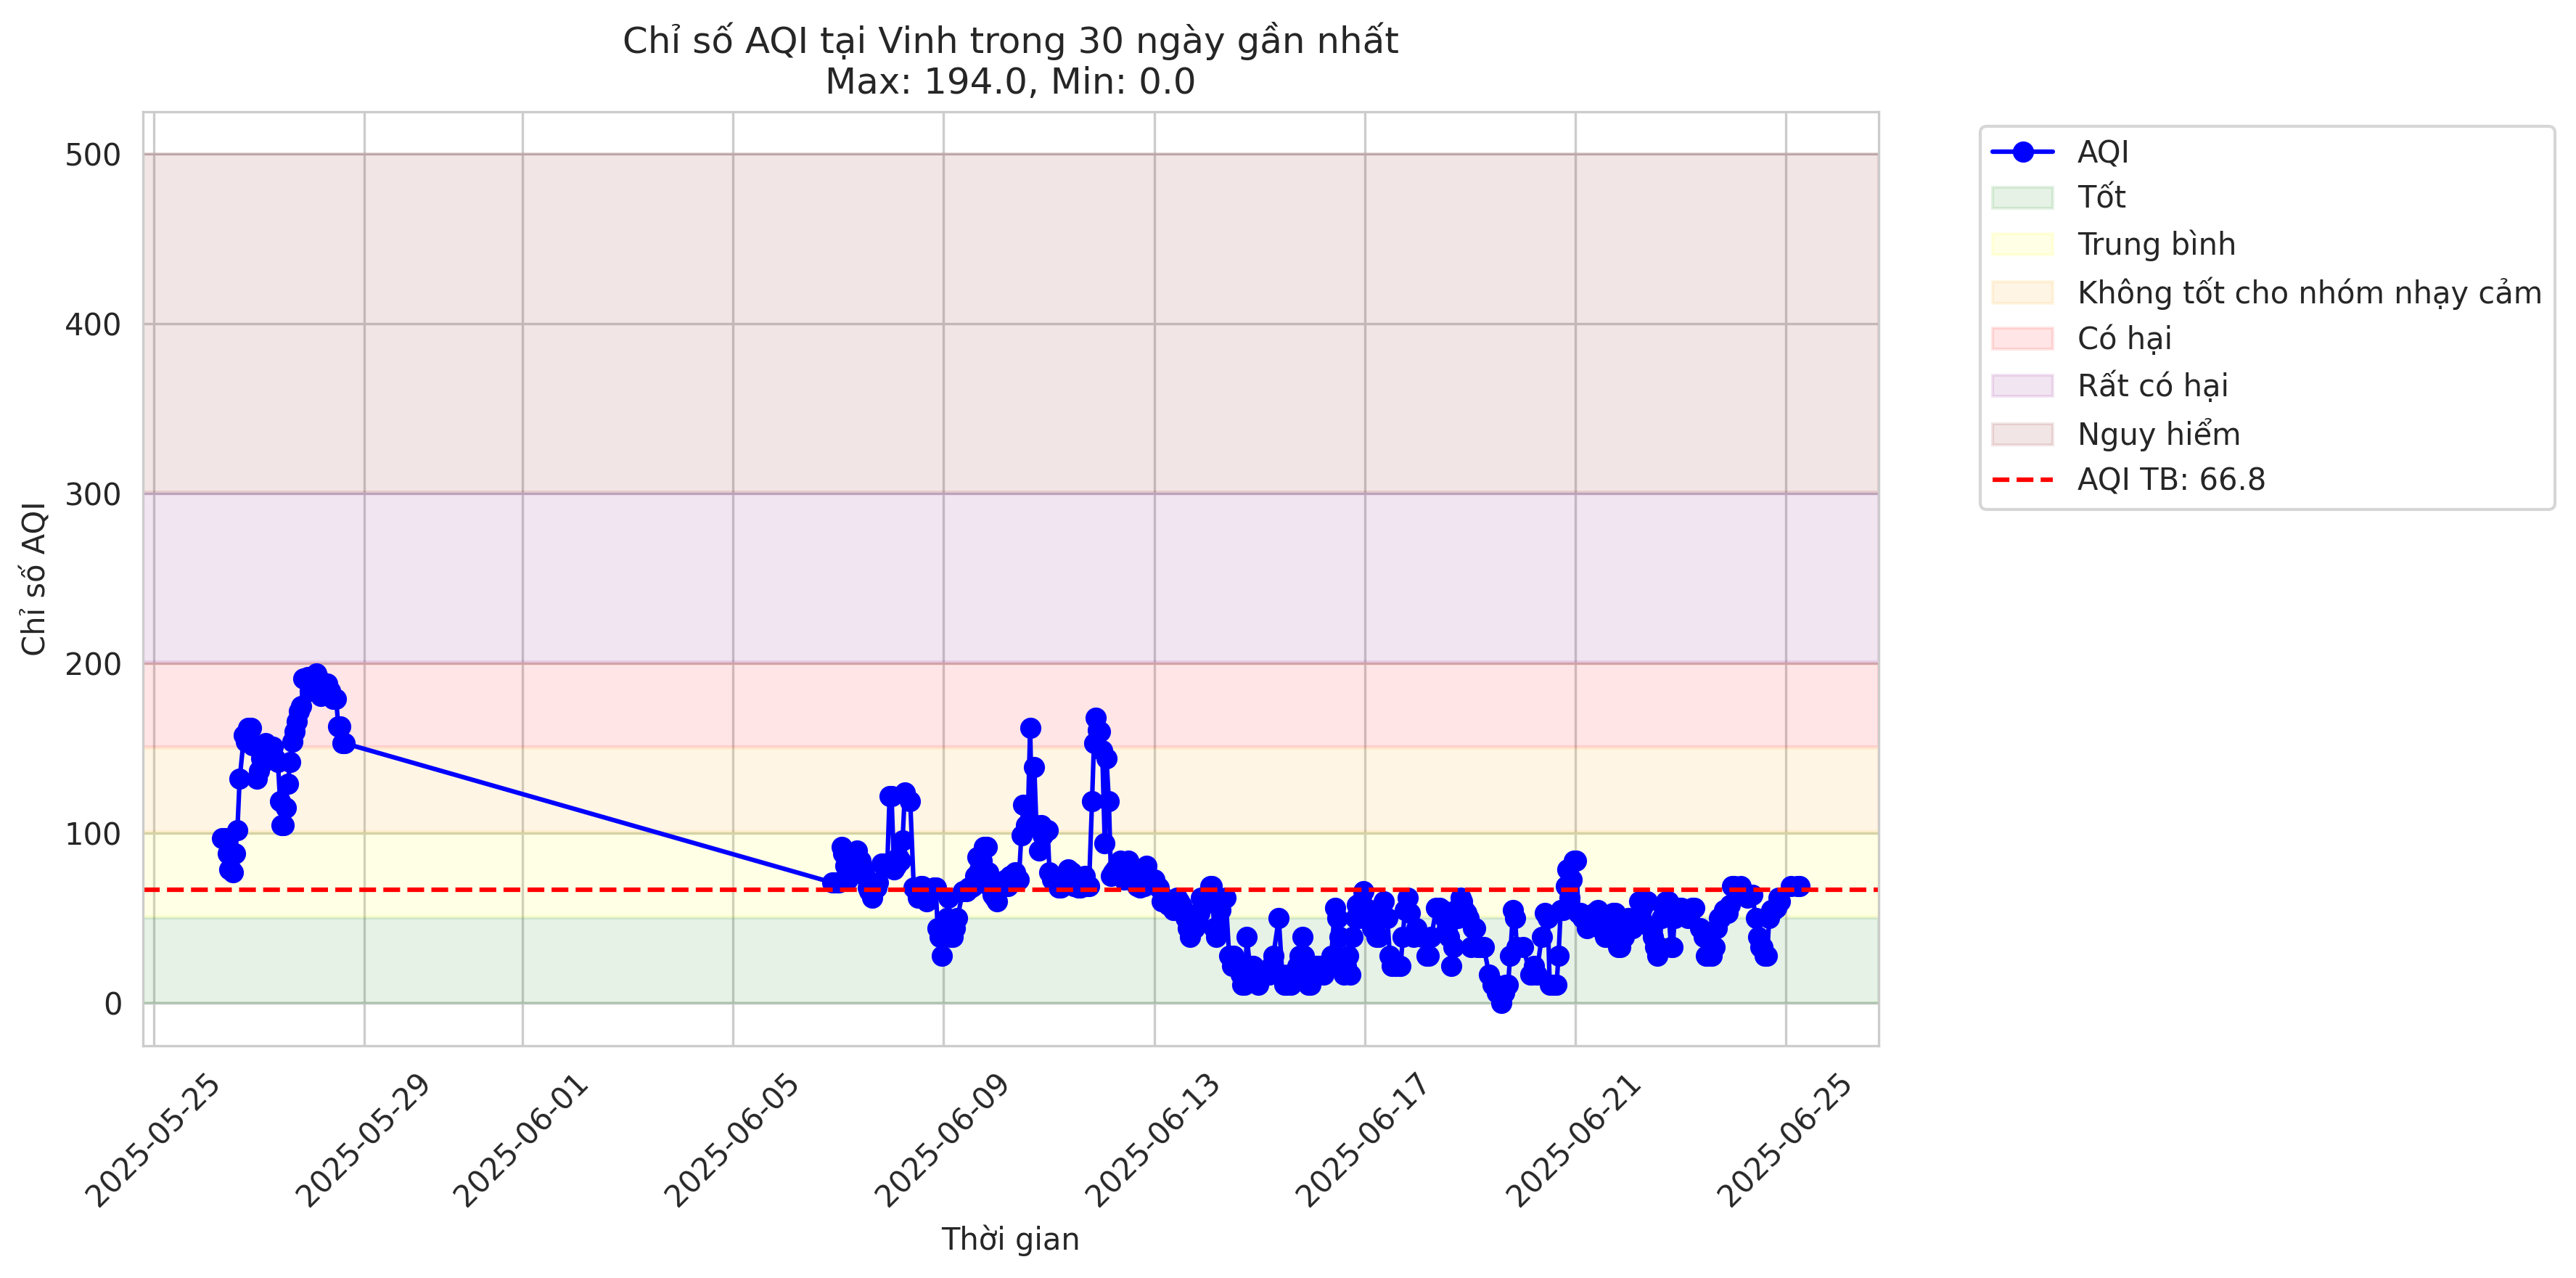 Chỉ số AQI tại Vinh trong 30 ngày gần nhất
Max: 194.0, Min: 0.0
Chỉ số AQI
500
400
300
200
100
0
2025-05-25
2025-05-29
2025-06-01
2025-06-05
2025-06-09
2025-06-13
2025-06-17
2025-06-21
2025-06-25
Thời gian
AQI
Tốt
Trung bình
Không tốt cho nhóm nhạy cảm
Có hại
Rất có hại
Nguy hiểm
AQI TB: 66.8